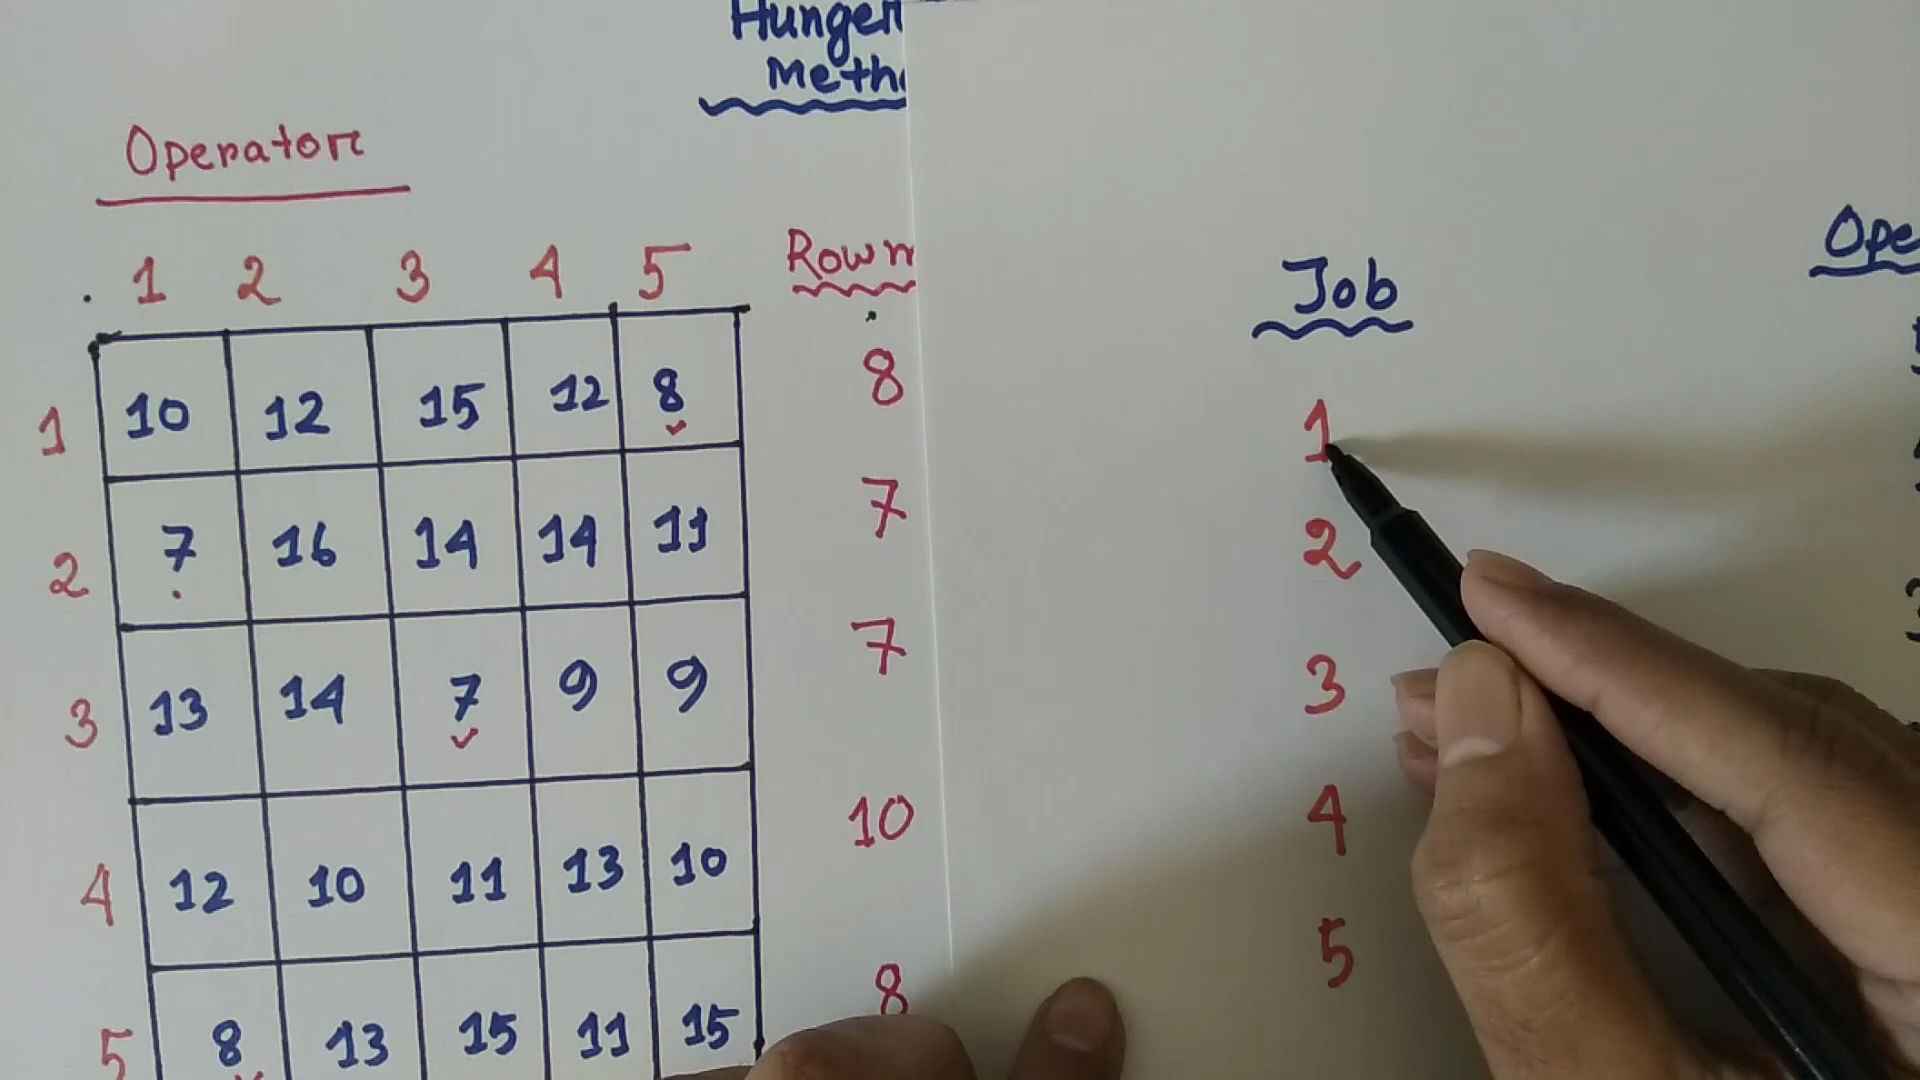 Hunger
Meth
Operator
Row m
Job
Ope
1 2 3 4 5
1 10 12 15 12 8 8
2 7 16 14 14 11 7
3 13 14 7 9 9 7
4 12 10 11 13 10 10
5 8 13 15 11 15 8
1
2
3
4
5